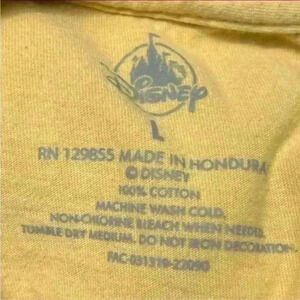 Disney
L
RN 129855 MADE IN HONDURA
© DISNEY
100% COTTON
MACHINE WASH COLD.
NON-CHLORINE BLEACH WHEN NEEDED.
TUMBLE DRY MEDIUM. DO NOT IRON DECORATION.
FAC-031319-22090